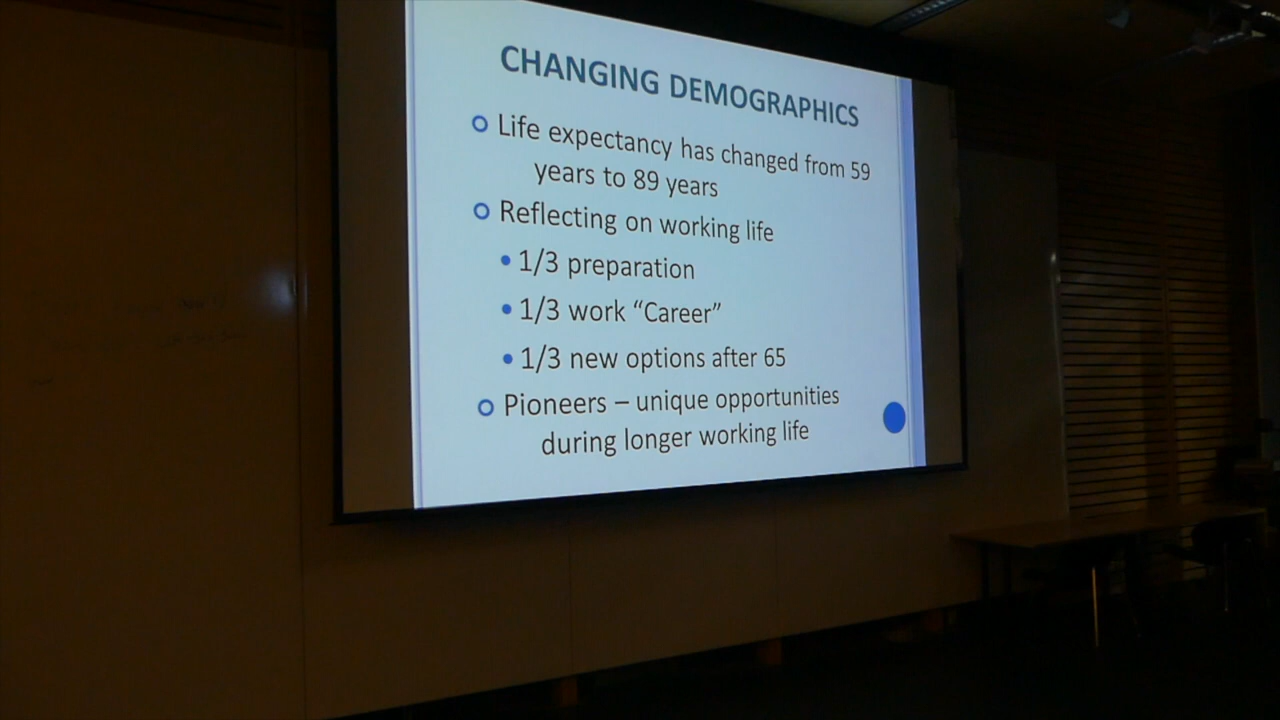 CHANGING DEMOGRAPHICS
Life expectancy has changed from 59
years to 89 years
Reflecting on working life
1/3 preparation
1/3 work “Career”
1/3 new options after 65
Pioneers – unique opportunities
during longer working life